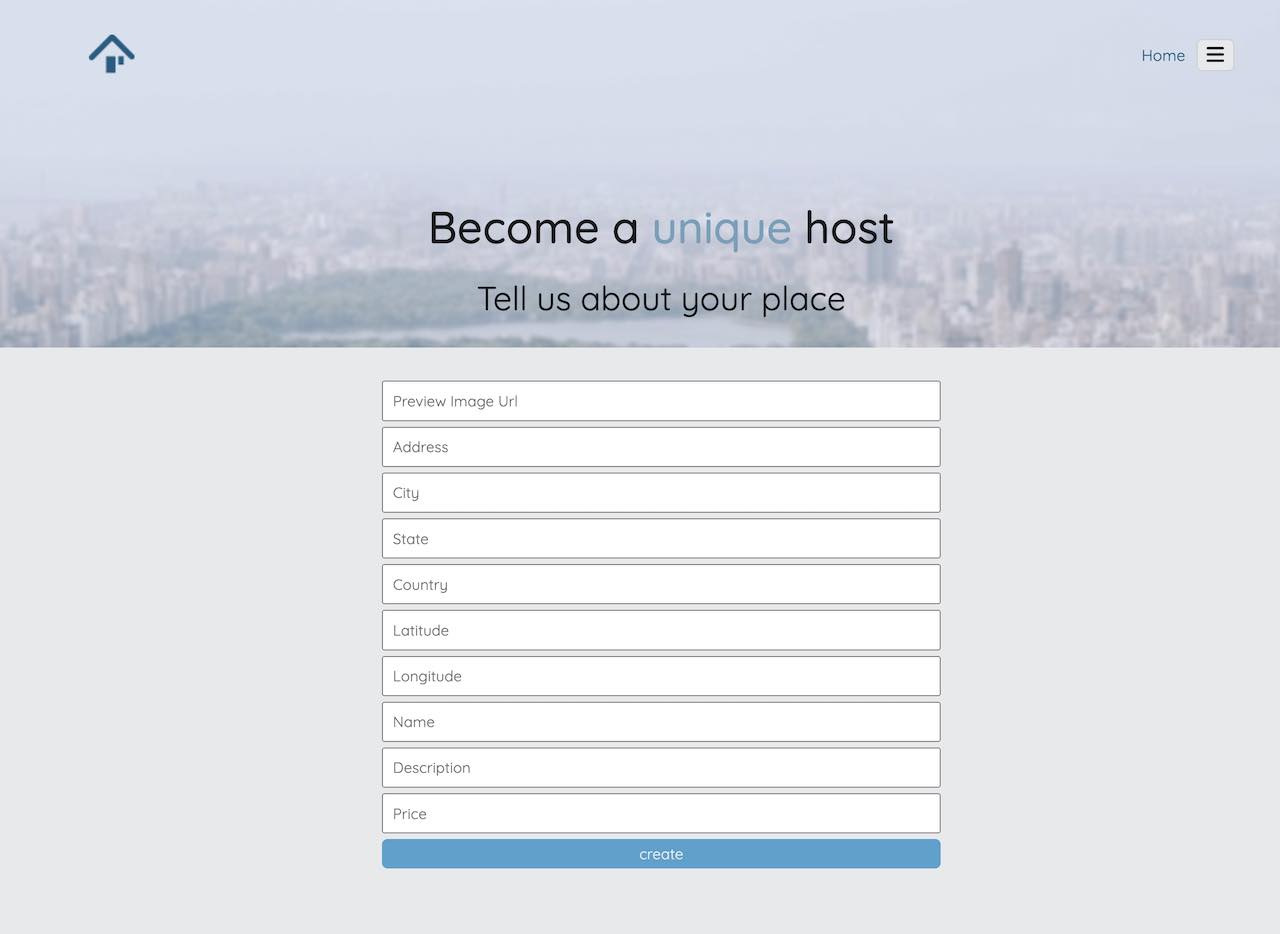 Home
Become a unique host
Tell us about your place
Preview Image Url
Address
City
State
Country
Latitude
Longitude
Name
Description
Price
create